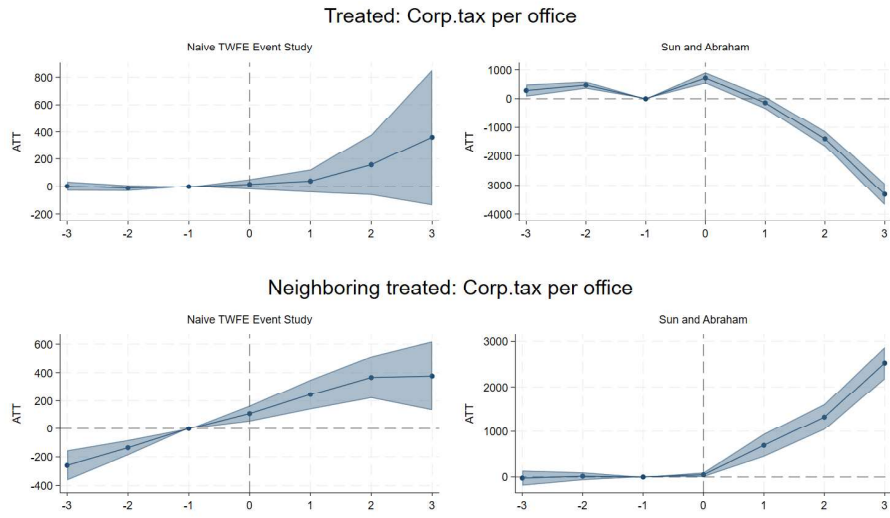 Treated: Corp.tax per office
Naive TWFE Event Study
Sun and Abraham
ATT
800
600
400
200
0
-200
-3 -2 -1 0 1 2 3
ATT
1000
0
-1000
-2000
3000
-4000
-3 -2 -1 0 1 2 3
Neighboring treated: Corp.tax per office
Naive TWFE Event Study
Sun and Abraham
ATT
600
400
200
0
-200
-400
-3 -2 -1 0 1 2 3
ATT
3000
2000
1000
0
-3 -2 -1 0 1 2 3